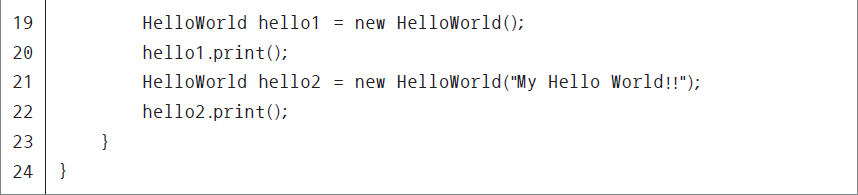 19 HelloWorld hello1 = new HelloWorld();
20 hello1.print();
21 HelloWorld hello2 = new HelloWorld("My Hello World!!");
22 hello2.print();
23 }
24 }